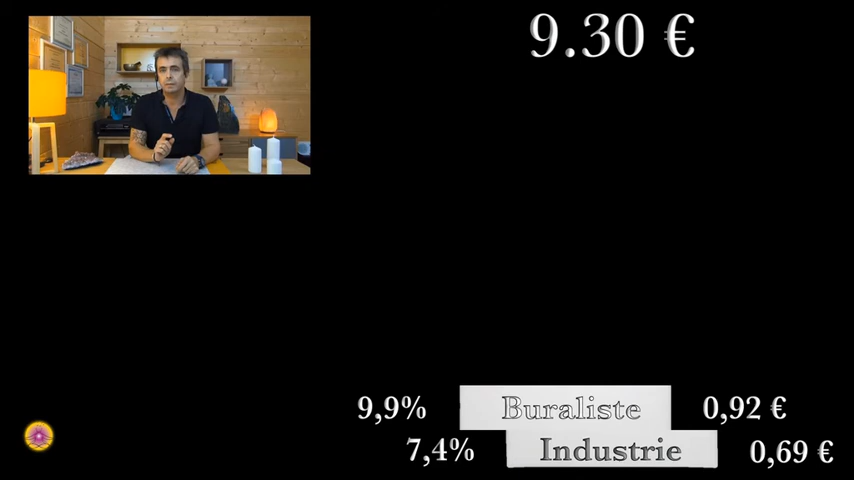 9.30 €
9,9% Buraliste 0,92 €
7,4% Industrie 0,69 €